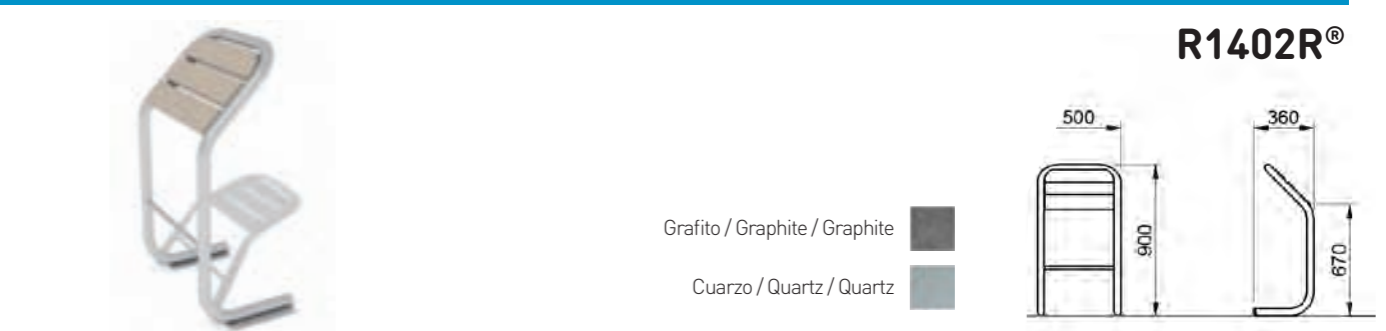 R1402R®
500
360
900
670
Grafito / Graphite / Graphite
Cuarzo / Quartz / Quartz